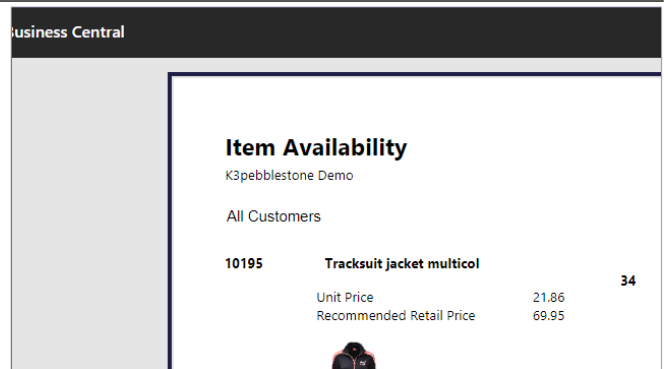 usiness Central
Item Availability
K3pebblestone Demo
All Customers
10195 Tracksuit jacket multicol
34
Unit Price 21.86
Recommended Retail Price 69.95